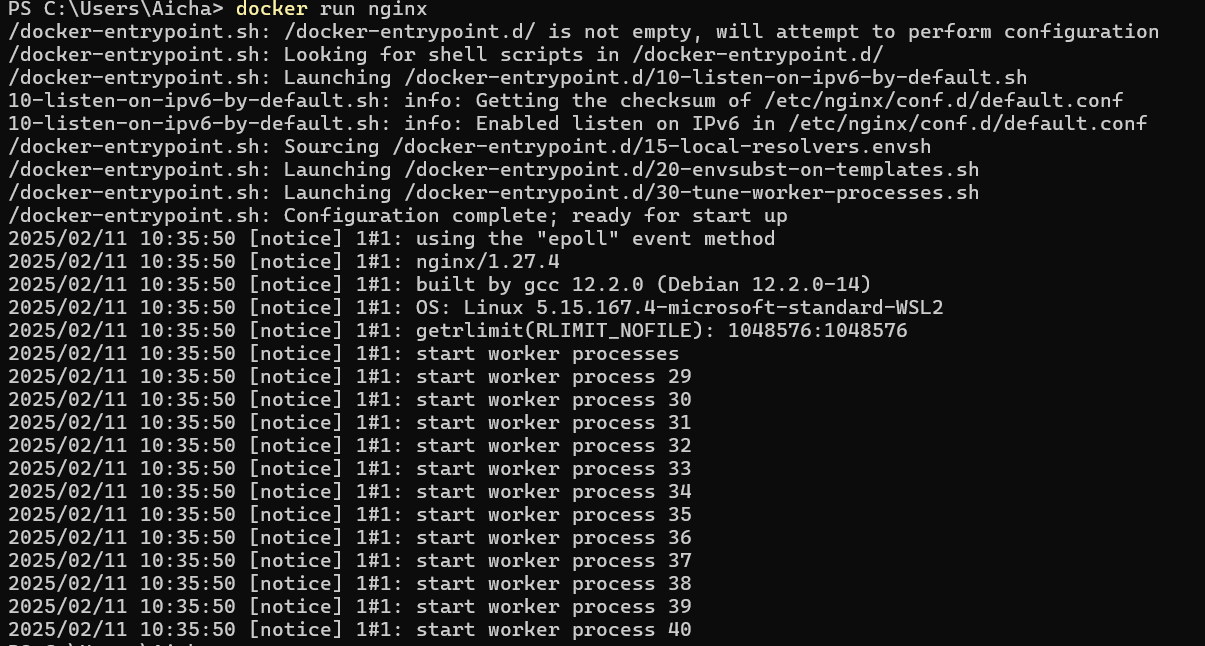 PS C:\Users\Aicha> docker run nginx
/docker-entrypoint.sh: /docker-entrypoint.d/ is not empty, will attempt to perform configuration
/docker-entrypoint.sh: Looking for shell scripts in /docker-entrypoint.d/
/docker-entrypoint.sh: Launching /docker-entrypoint.d/10-listen-on-ipv6-by-default.sh
10-listen-on-ipv6-by-default.sh: info: Getting the checksum of /etc/nginx/conf.d/default.conf
10-listen-on-ipv6-by-default.sh: info: Enabled listen on IPv6 in /etc/nginx/conf.d/default.conf
/docker-entrypoint.sh: Sourcing /docker-entrypoint.d/15-local-resolvers.envsh
/docker-entrypoint.sh: Launching /docker-entrypoint.d/20-envsubst-on-templates.sh
/docker-entrypoint.sh: Launching /docker-entrypoint.d/30-tune-worker-processes.sh
/docker-entrypoint.sh: Configuration complete; ready for start up
2025/02/11 10:35:50 [notice] 1#1: using the "epoll" event method
2025/02/11 10:35:50 [notice] 1#1: nginx/1.27.4
2025/02/11 10:35:50 [notice] 1#1: built by gcc 12.2.0 (Debian 12.2.0-14)
2025/02/11 10:35:50 [notice] 1#1: OS: Linux 5.15.167.4-microsoft-standard-WSL2
2025/02/11 10:35:50 [notice] 1#1: getrlimit(RLIMIT_NOFILE): 1048576:1048576
2025/02/11 10:35:50 [notice] 1#1: start worker processes
2025/02/11 10:35:50 [notice] 1#1: start worker process 29
2025/02/11 10:35:50 [notice] 1#1: start worker process 30
2025/02/11 10:35:50 [notice] 1#1: start worker process 31
2025/02/11 10:35:50 [notice] 1#1: start worker process 32
2025/02/11 10:35:50 [notice] 1#1: start worker process 33
2025/02/11 10:35:50 [notice] 1#1: start worker process 34
2025/02/11 10:35:50 [notice] 1#1: start worker process 35
2025/02/11 10:35:50 [notice] 1#1: start worker process 36
2025/02/11 10:35:50 [notice] 1#1: start worker process 37
2025/02/11 10:35:50 [notice] 1#1: start worker process 38
2025/02/11 10:35:50 [notice] 1#1: start worker process 39
2025/02/11 10:35:50 [notice] 1#1: start worker process 40